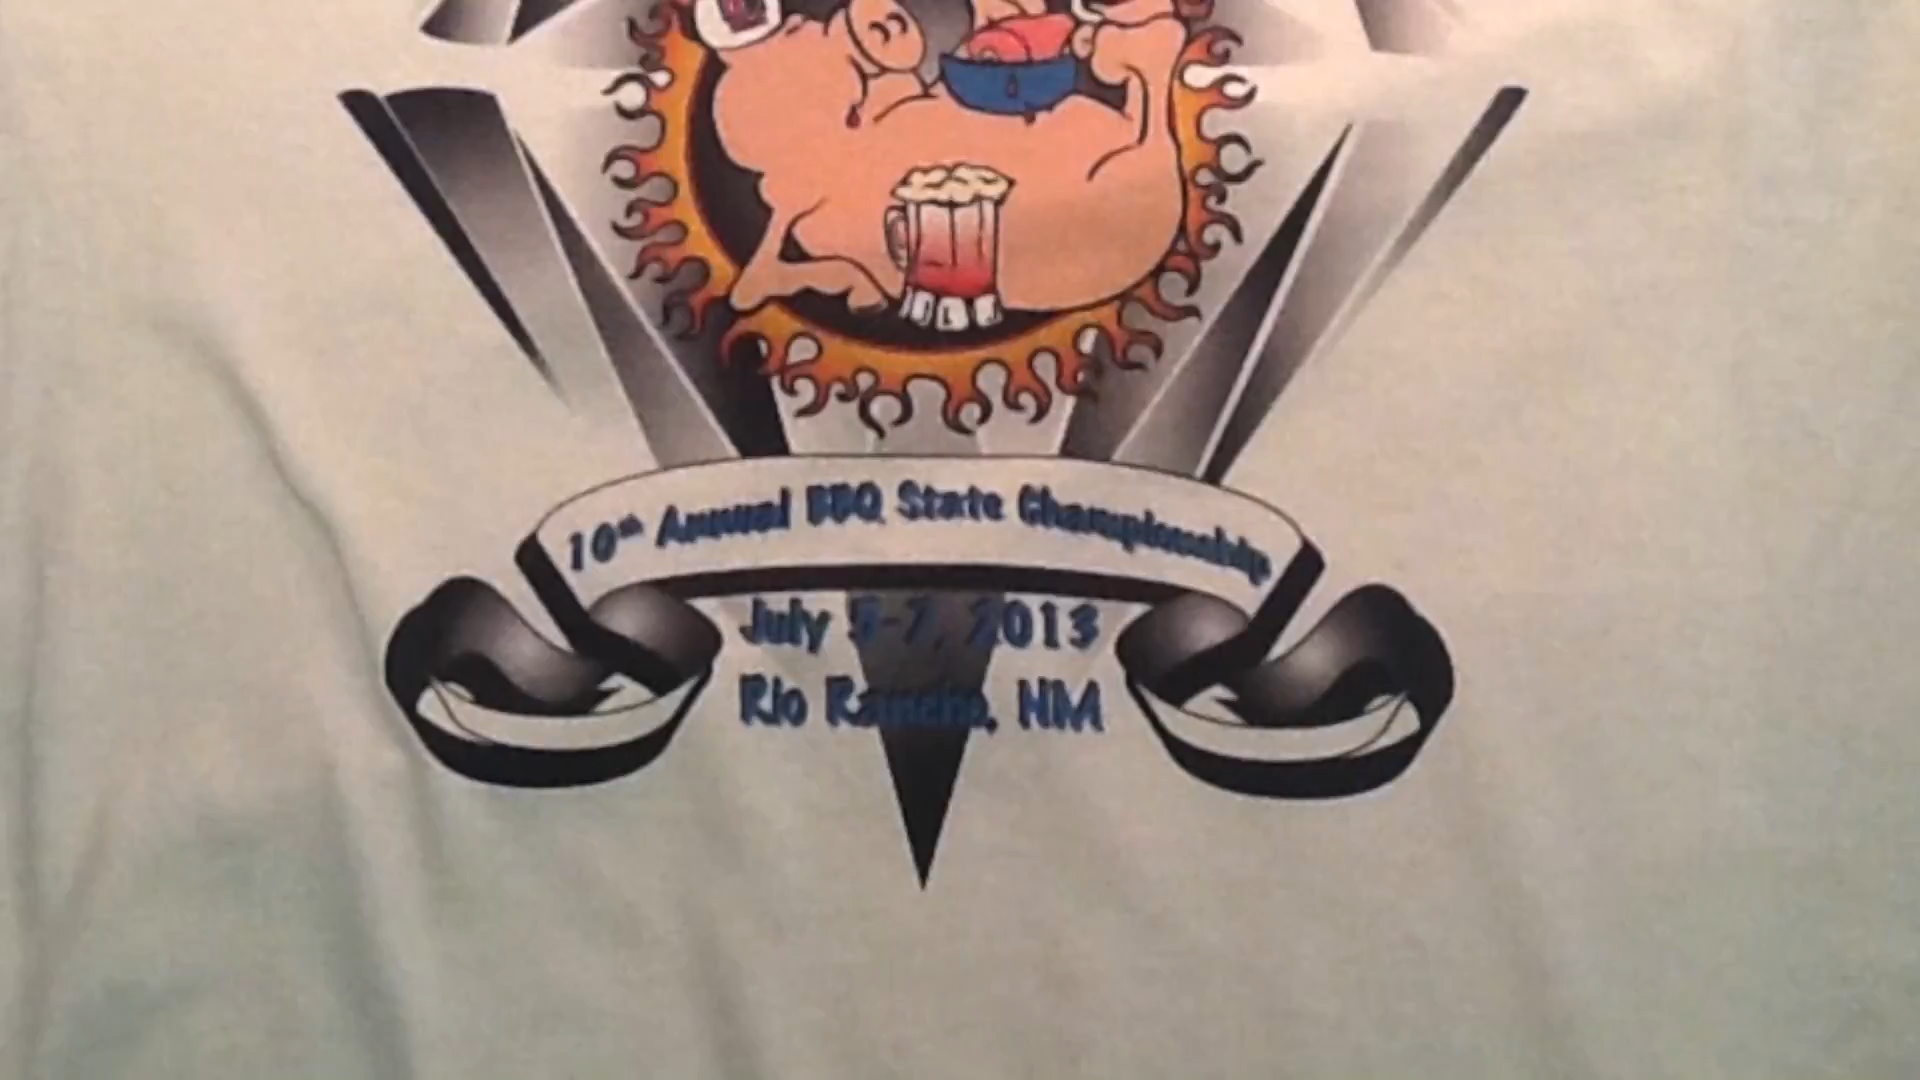 10th Annual BBQ State Championship
July 5-7, 2013
Rio Rancho, NM